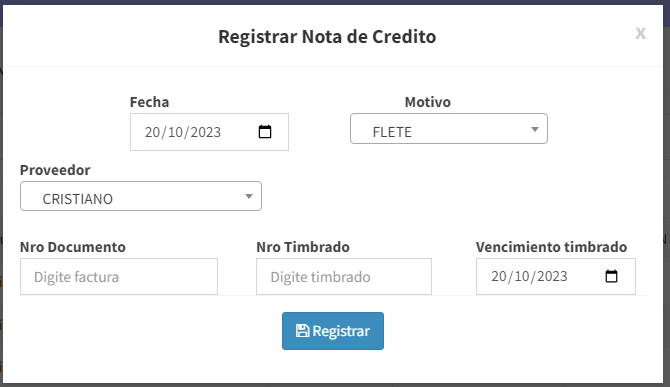 Registrar Nota de Credito
x
Fecha
Motivo
20/10/2023
FLETE
Proveedor
CRISTIANO
Nro Documento
Nro Timbrado
Vencimiento timbrado
Digite factura
Digite timbrado
20/10/2023
Registrar